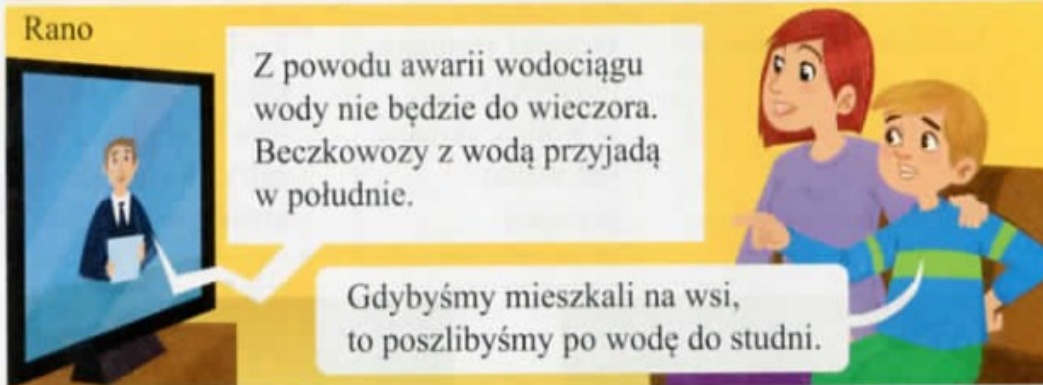 Rano
Z powodu awarii wodociągu
wody nie będzie do wieczora.
Beczkowozy z wodą przyjadą
w południe.
Gdybyśmy mieszkali na wsi,
to poszlibyśmy po wodę do studni.